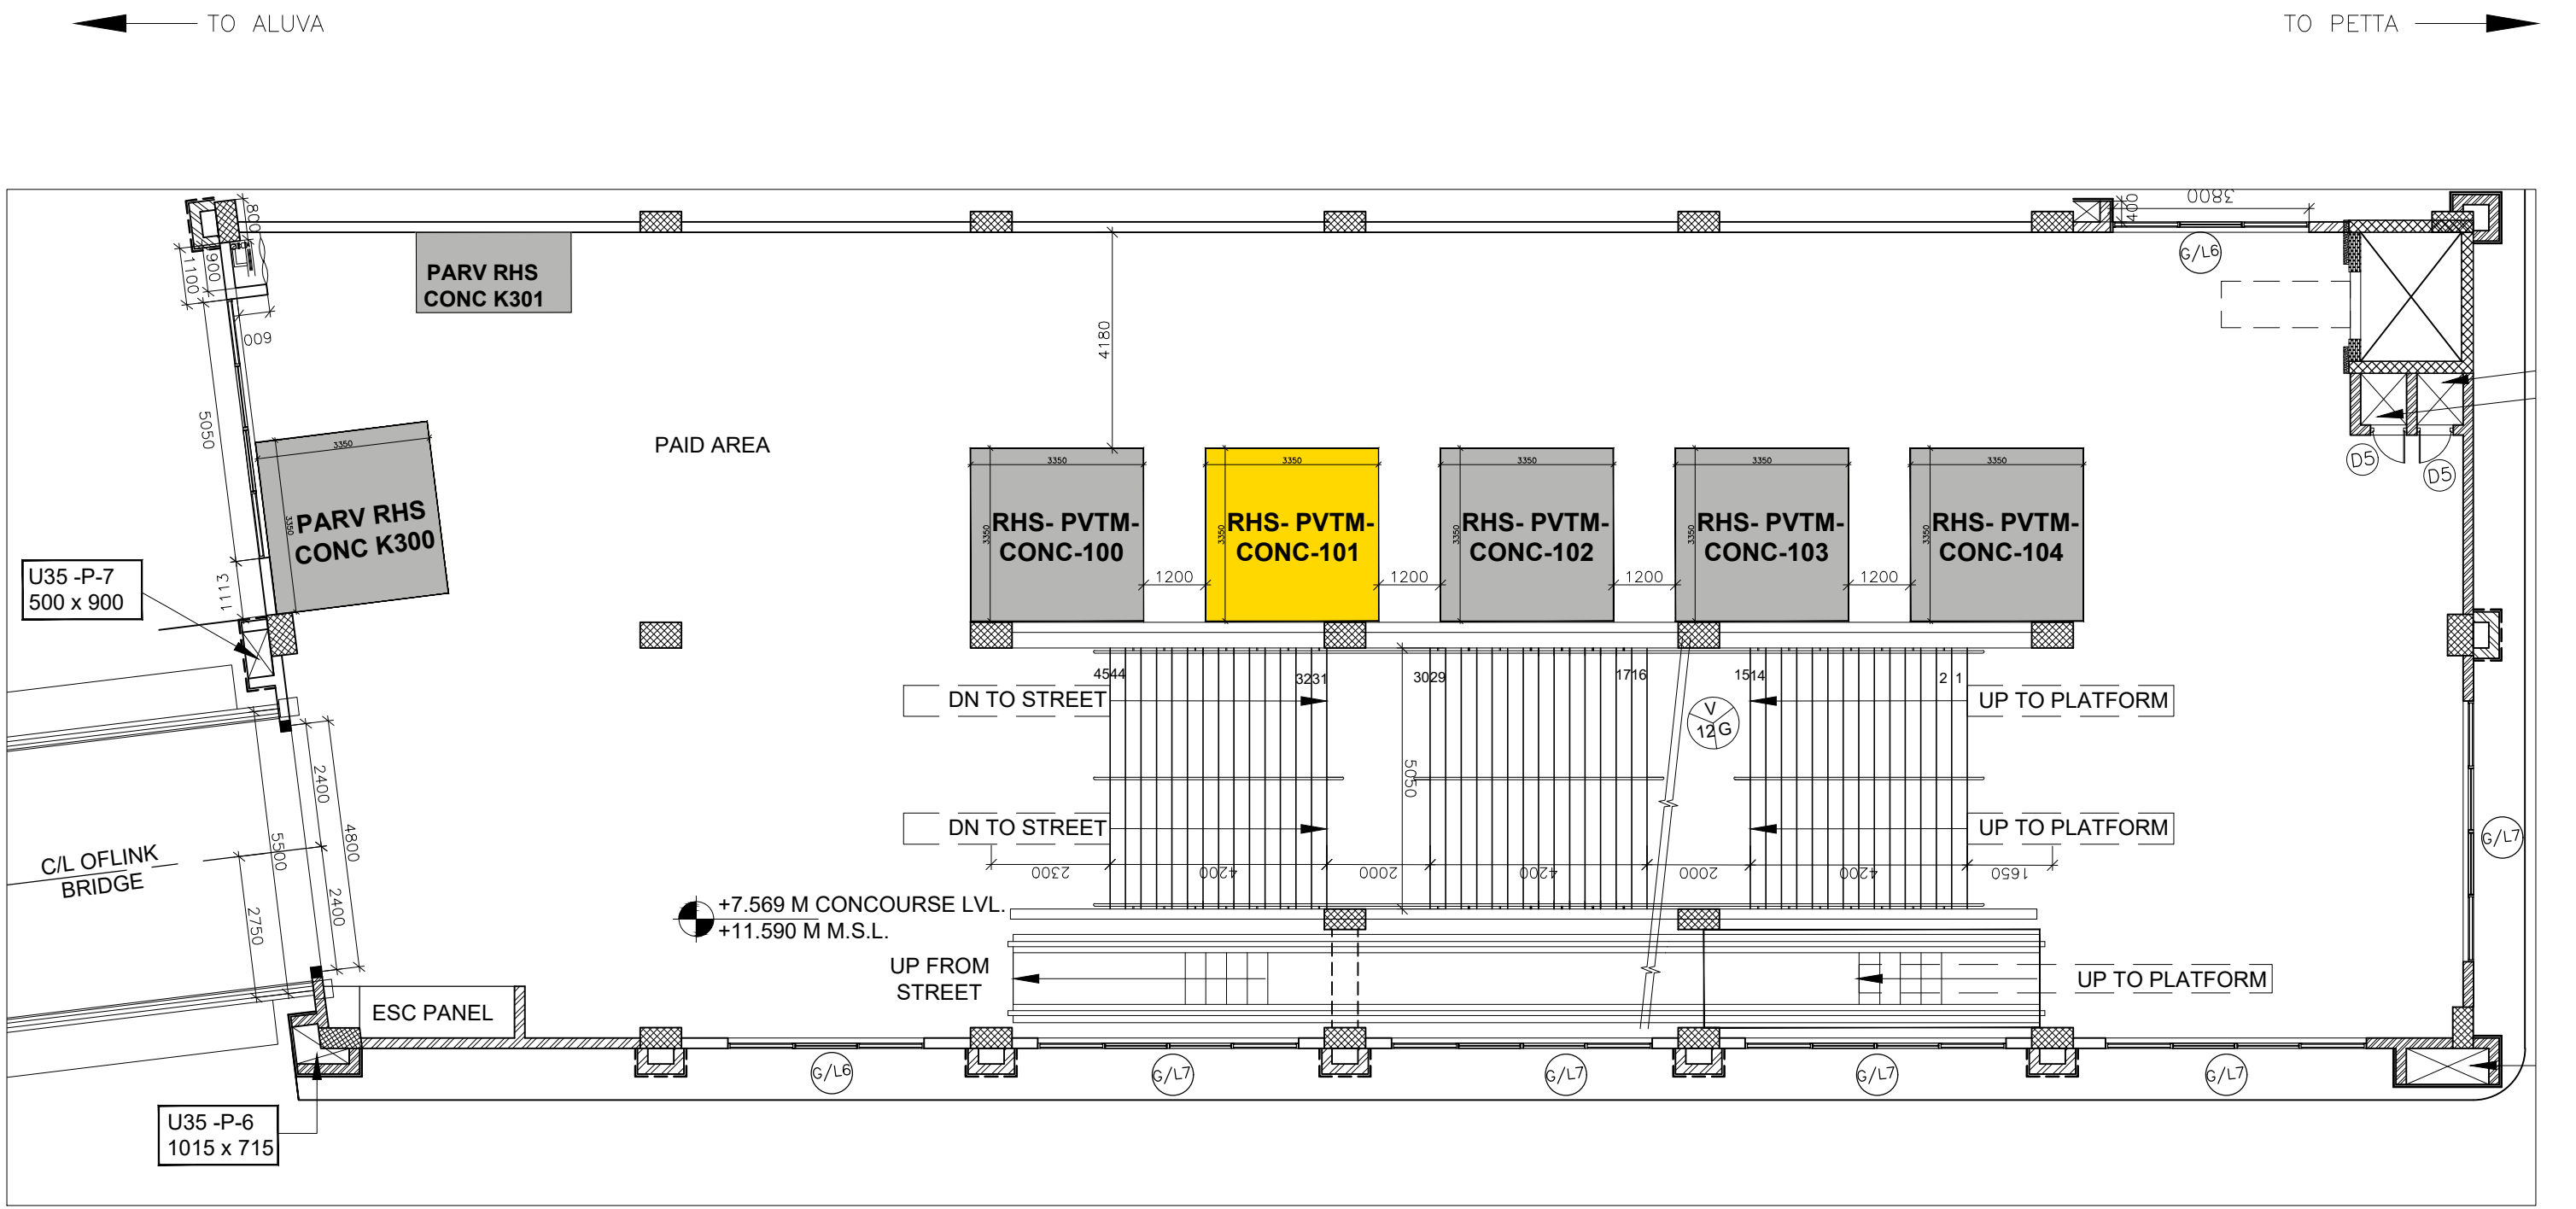 TO ALUVA
TO PETTA
800
3800
400
G/L6
1100
900
600
PARV RHS
CONC K301
4180
5050
PAID AREA
3350
3350
PARV RHS
CONC K300
1113
U35 -P-7
500 x 900
3350
3350
RHS- PVTM-
CONC-100
1200
3350
3350
RHS- PVTM-
CONC-101
1200
3350
3350
RHS- PVTM-
CONC-102
1200
3350
3350
RHS- PVTM-
CONC-103
1200
3350
3350
RHS- PVTM-
CONC-104
D5
D5
4544
3231
3029
1716
1514
2
1
DN TO STREET
UP TO PLATFORM
V
12
G
5050
DN TO STREET
UP TO PLATFORM
2300
4200
2000
4200
2000
4200
1650
2400
4800
5500
2400
2750
C/L OFLINK
BRIDGE
G/L7
+7.569 M CONCOURSE LVL.
+11.590 M M.S.L.
UP FROM
STREET
UP TO PLATFORM
ESC PANEL
G/L6
G/L7
G/L7
G/L7
G/L7
U35 -P-6
1015 x 715